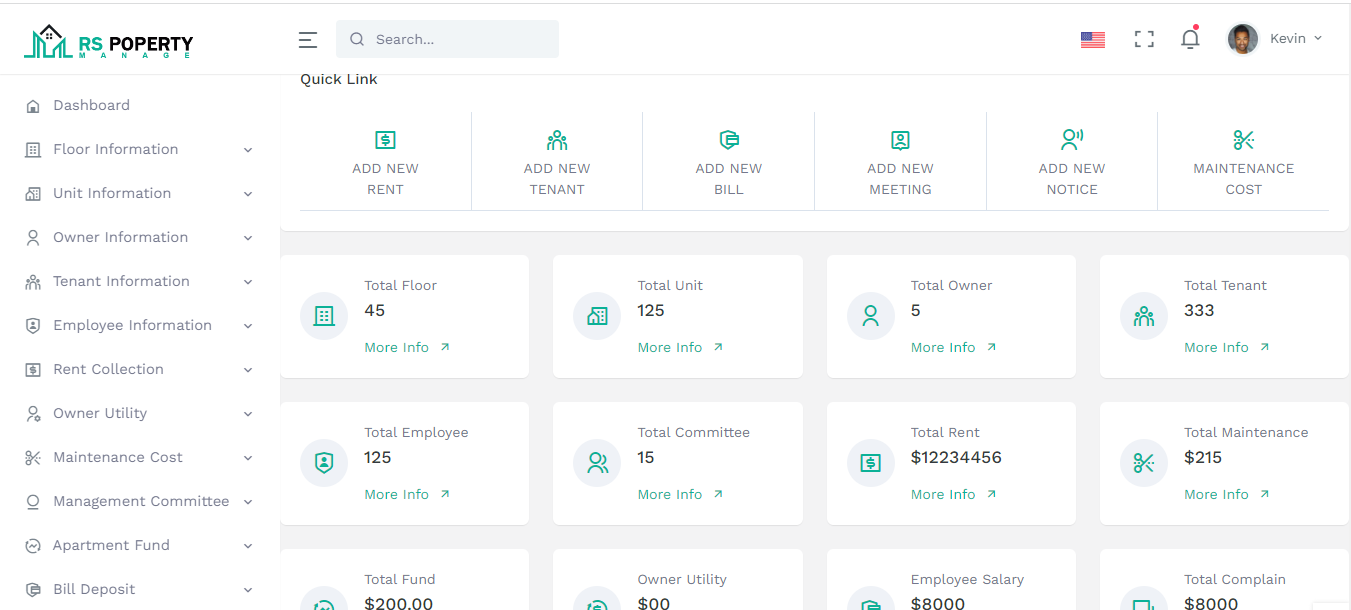 RS POPERTY
MANAGE
Search...
Kevin
Dashboard
Floor Information
Unit Information
Owner Information
Tenant Information
Employee Information
Rent Collection
Owner Utility
Maintenance Cost
Management Committee
Apartment Fund
Bill Deposit
Quick Link
ADD NEW
RENT
ADD NEW
TENANT
ADD NEW
BILL
ADD NEW
MEETING
ADD NEW
NOTICE
MAINTENANCE
COST
Total Floor
45
More Info
Total Unit
125
More Info
Total Owner
5
More Info
Total Tenant
333
More Info
Total Employee
125
More Info
Total Committee
15
More Info
Total Rent
$12234456
More Info
Total Maintenance
$215
More Info
Total Fund
$200.00
Owner Utility
$00
Employee Salary
$8000
Total Complain
$8000